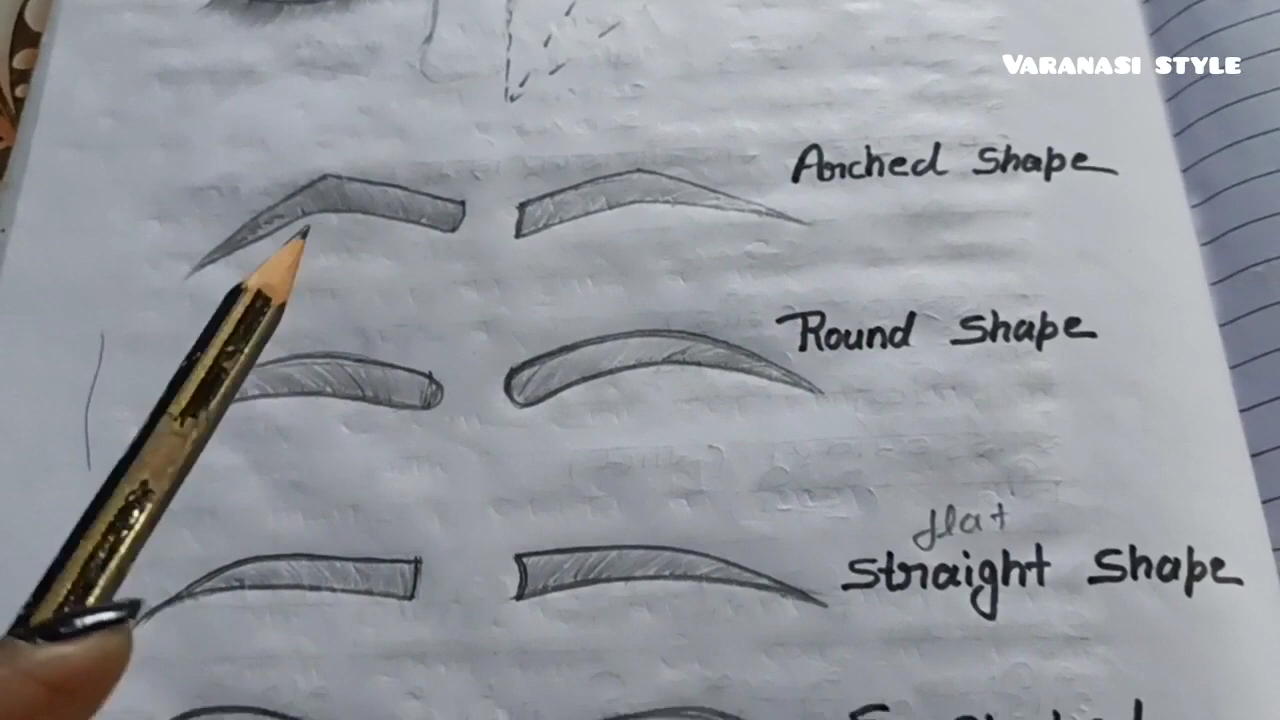 VARANASI STYLE
Arched shape
Round shape
flat
Straight shape